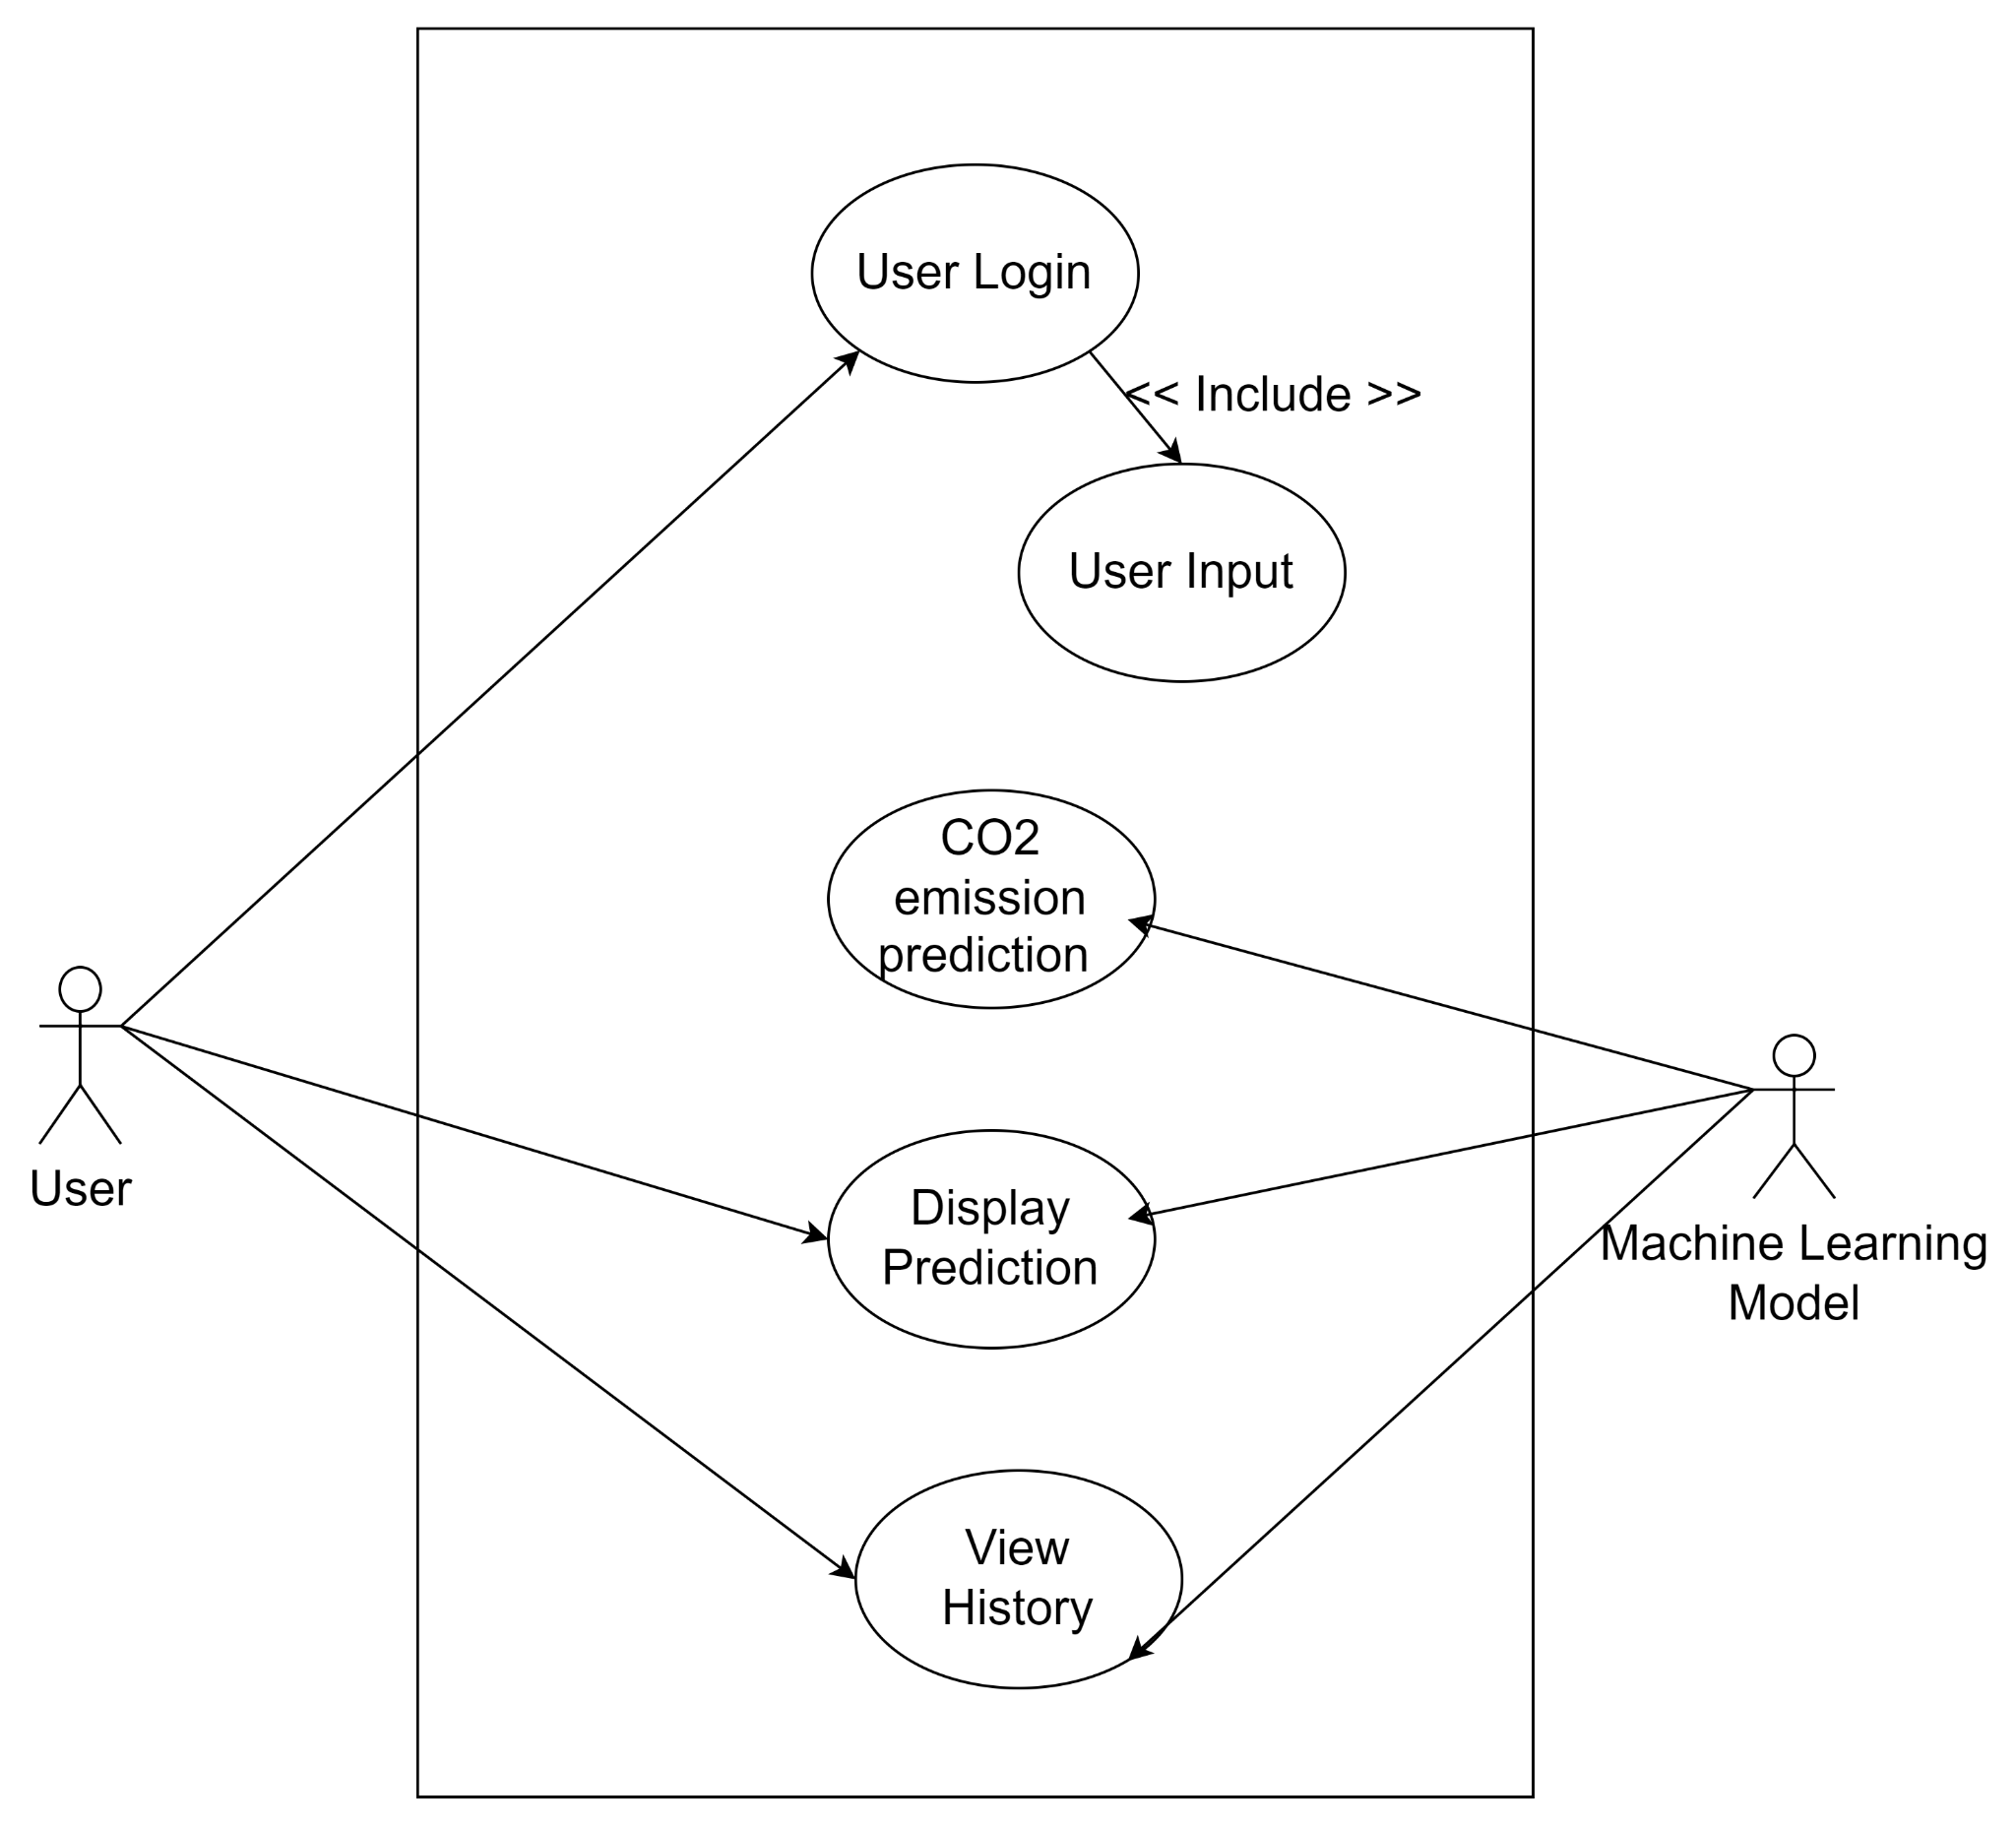 User Login
<< Include >>
User Input
CO2
emission
prediction
User
Display
Prediction
Machine Learning
Model
View
History